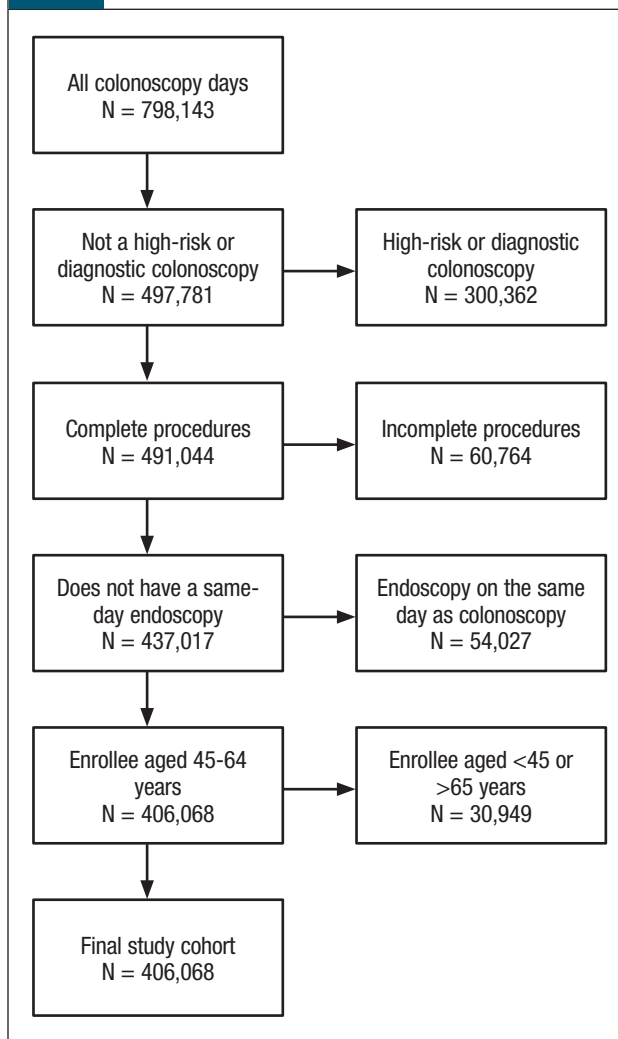 All colonoscopy days
N = 798,143
Not a high-risk or
diagnostic colonoscopy
N = 497,781
High-risk or diagnostic
colonoscopy
N = 300,362
Complete procedures
N = 491,044
Incomplete procedures
N = 60,764
Does not have a same-
day endoscopy
N = 437,017
Endoscopy on the same
day as colonoscopy
N = 54,027
Enrollee aged 45-64
years
N = 406,068
Enrollee aged <45 or
>65 years
N = 30,949
Final study cohort
N = 406,068